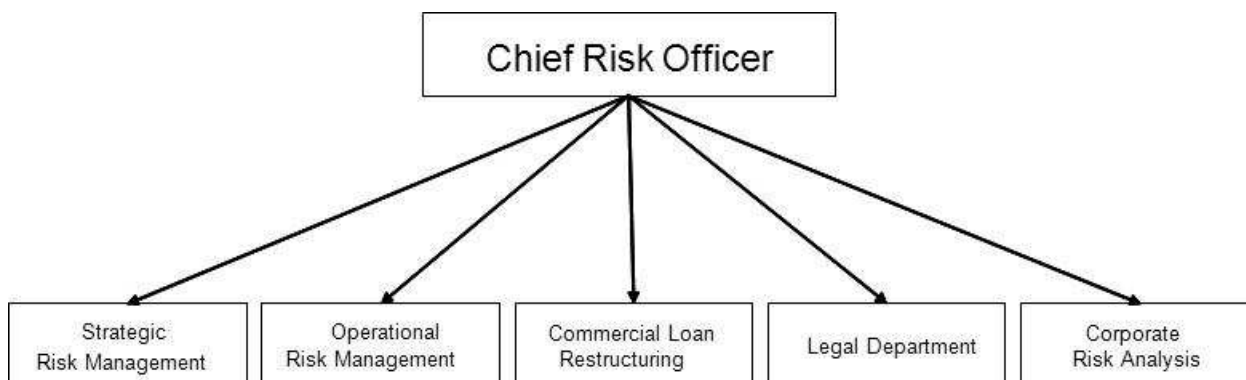 Chief Risk Officer
Strategic
Risk Management
Operational
Risk Management
Commercial Loan
Restructuring
Legal Department
Corporate
Risk Analysis